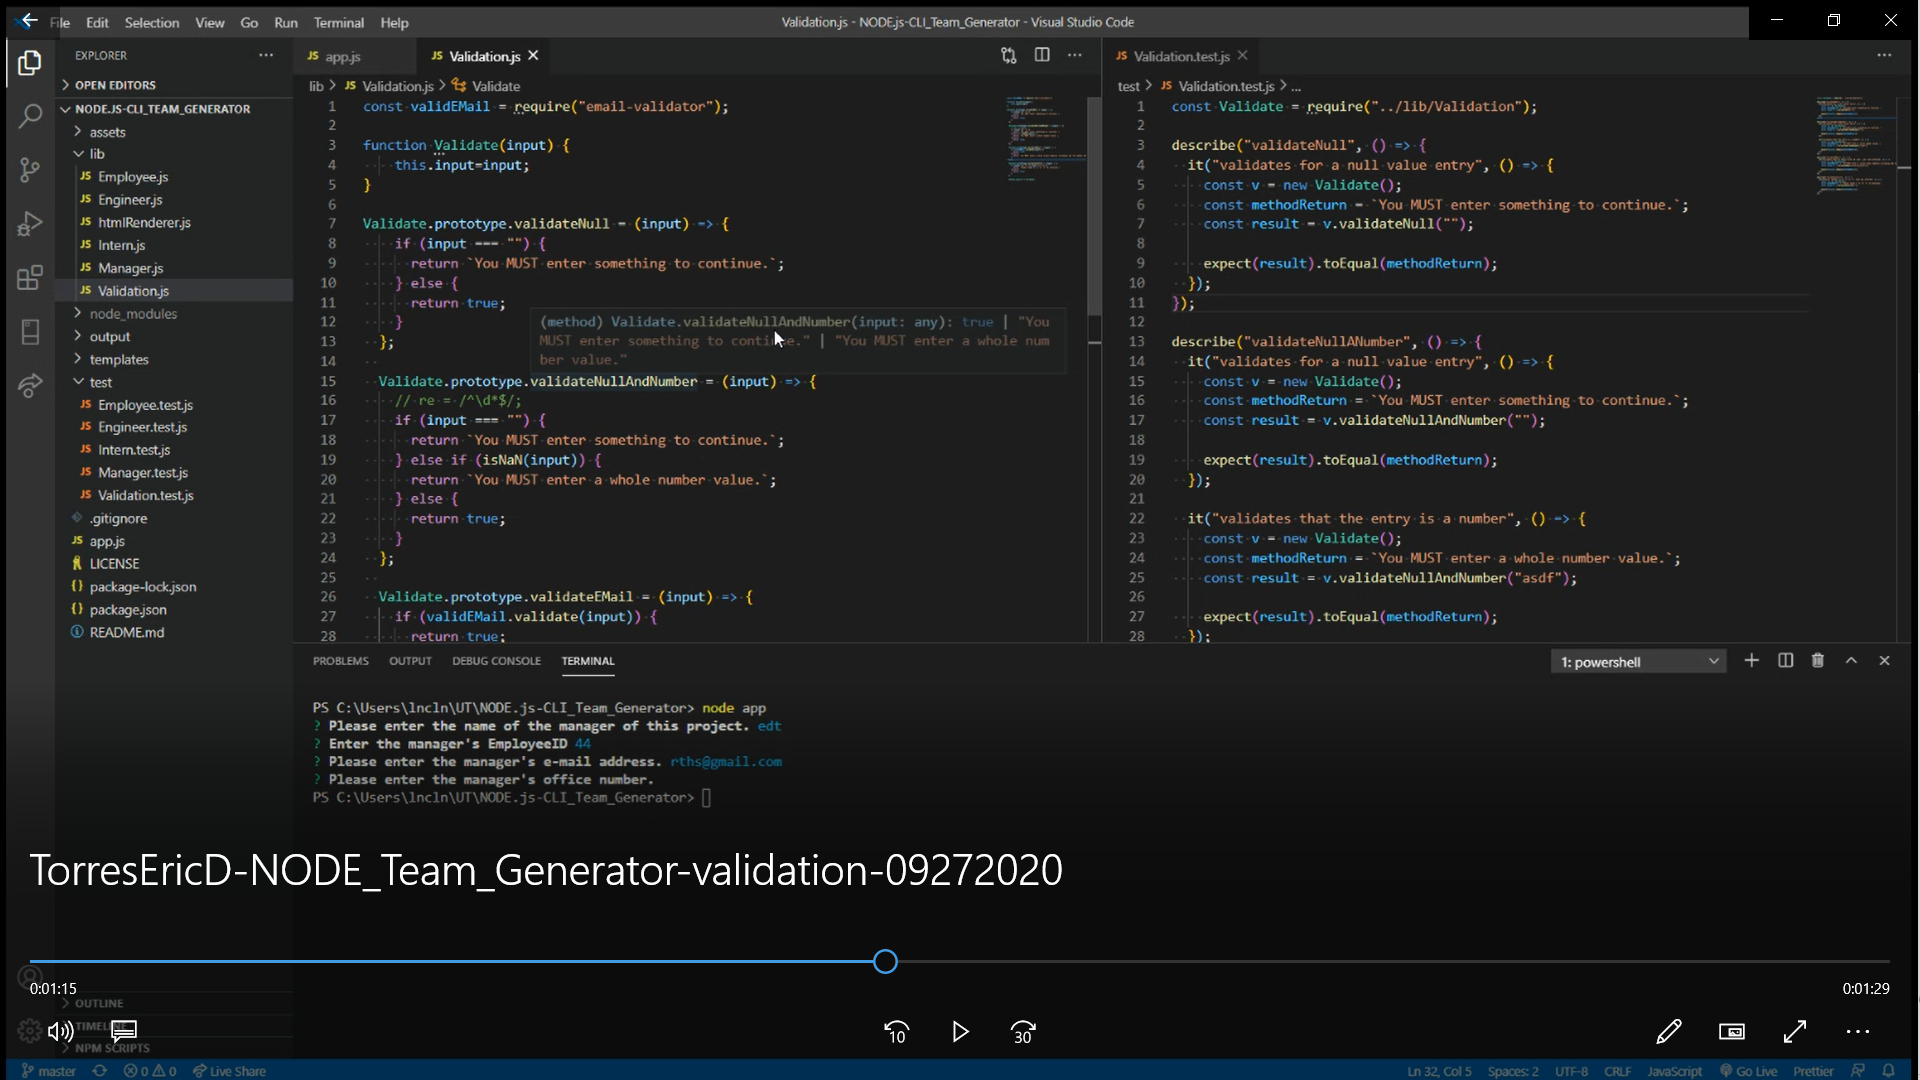 File Edit Selection View Go Run Terminal Help
Validation.js - NODE.js-CLI_Team_Generator - Visual Studio Code
EXPLORER
OPEN EDITORS
NODE.JS-CLI_TEAM_GENERATOR
assets
lib
JS Employee.js
JS Engineer.js
JS htmlRenderer.js
JS Intern.js
JS Manager.js
JS Validation.js
node_modules
output
templates
test
JS Employee.test.js
JS Engineer.test.js
JS Intern.test.js
JS Manager.test.js
JS Validation.test.js
.gitignore
JS app.js
LICENSE
{} package-lock.json
{} package.json
README.md
JS app.js
JS Validation.js
lib > JS Validation.js > Validate
1 const validEMail = require("email-validator");
2
3 function Validate(input) {
4 this.input=input;
5 }
6
7 Validate.prototype.validateNull = (input) => {
8 if (input === "") {
9 return `You MUST enter something to continue.`;
10 } else {
11 return true;
12 }
13 };
14
15 Validate.prototype.validateNullAndNumber = (input) => {
16 // re = /^\d*$/;
17 if (input === "") {
18 return `You MUST enter something to continue.`;
19 } else if (isNaN(input)) {
20 return `You MUST enter a whole number value.`;
21 } else {
22 return true;
23 }
24 };
25
26 Validate.prototype.validateEMail = (input) => {
27 if (validEMail.validate(input)) {
28 return true;
(method) Validate.validateNullAndNumber(input: any): true | "You
MUST enter something to continue." | "You MUST enter a whole num
ber value."
JS Validation.test.js
test > JS Validation.test.js > ...
1 const Validate = require("../lib/Validation");
2
3 describe("validateNull", () => {
4 it("validates for a null value entry", () => {
5 const v = new Validate();
6 const methodReturn = `You MUST enter something to continue.`;
7 const result = v.validateNull("");
8
9 expect(result).toEqual(methodReturn);
10 });
11 });
12
13 describe("validateNullANumber", () => {
14 it("validates for a null value entry", () => {
15 const v = new Validate();
16 const methodReturn = `You MUST enter something to continue.`;
17 const result = v.validateNullAndNumber("");
18
19 expect(result).toEqual(methodReturn);
20 });
21
22 it("validates that the entry is a number", () => {
23 const v = new Validate();
24 const methodReturn = `You MUST enter a whole number value.`;
25 const result = v.validateNullAndNumber("asdf");
26
27 expect(result).toEqual(methodReturn);
28 });
PROBLEMS OUTPUT DEBUG CONSOLE TERMINAL
1: powershell
PS C:\Users\lncln\UT\NODE.js-CLI_Team_Generator> node app
? Please enter the name of the manager of this project. edt
? Enter the manager's EmployeeID 44
? Please enter the manager's e-mail address. rths@gmail.com
? Please enter the manager's office number.
PS C:\Users\lncln\UT\NODE.js-CLI_Team_Generator>
TorresEricD-NODE_Team_Generator-validation-09272020
0:01:15
0:01:29
OUTLINE
TIMELINE
NPM SCRIPTS
10
30
master
0 0
Live Share
Ln 32, Col 5 Spaces: 2 UTF-8 CRLF JavaScript Go Live Prettier